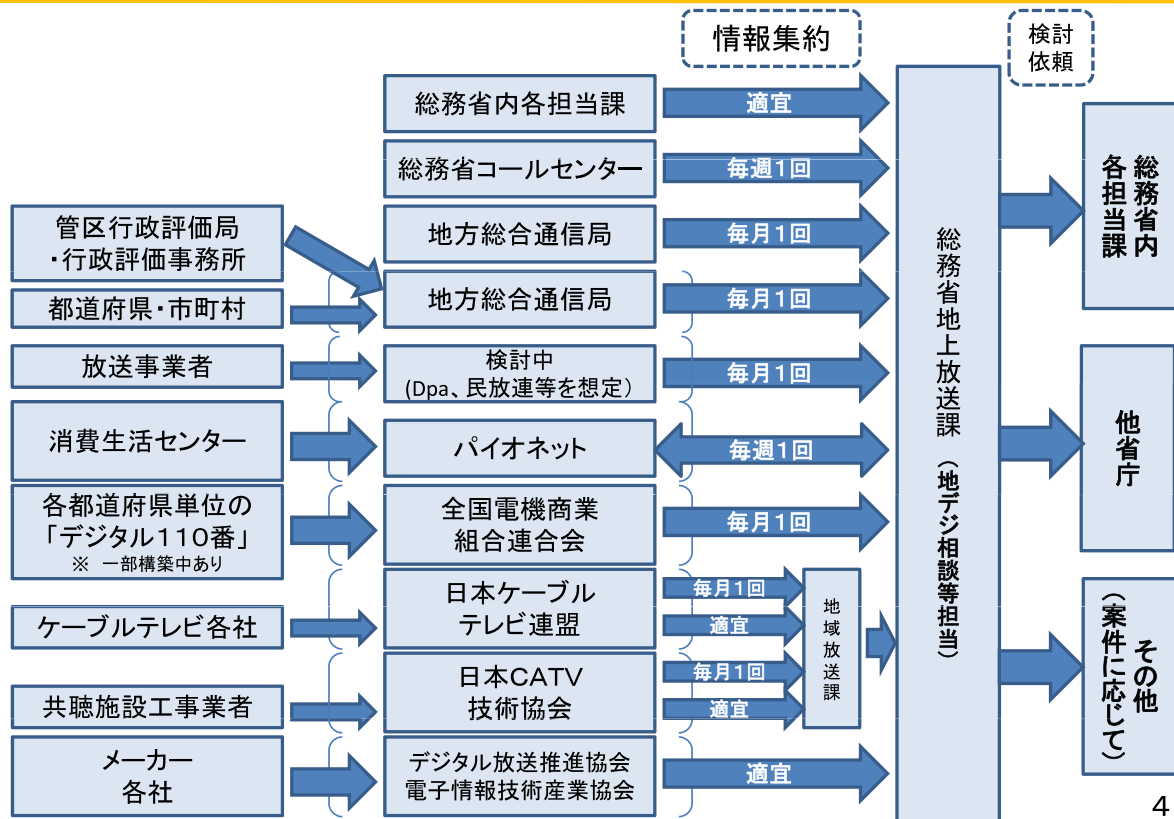 情報集約
検討
依頼
総務省内各担当課
適宜
総務省コールセンター
毎週1回
地方総合通信局
毎月1回
管区行政評価局
・行政評価事務所
都道府県・市町村
地方総合通信局
毎月1回
放送事業者
検討中
(Dpa、民放連等を想定)
毎月1回
消費生活センター
パイオネット
毎週1回
各都道府県単位の
「デジタル110番」
※ 一部構築中あり
全国電機商業
組合連合会
毎月1回
ケーブルテレビ各社
日本ケーブル
テレビ連盟
毎月1回
適宜
共聴施設工事業者
日本CATV
技術協会
毎月1回
適宜
地域放送課
メーカー
各社
デジタル放送推進協会
電子情報技術産業協会
適宜
総務省地上放送課(地デジ相談等担当)
総務省内
各担当課
他省庁
その他
(案件に応じて)
4